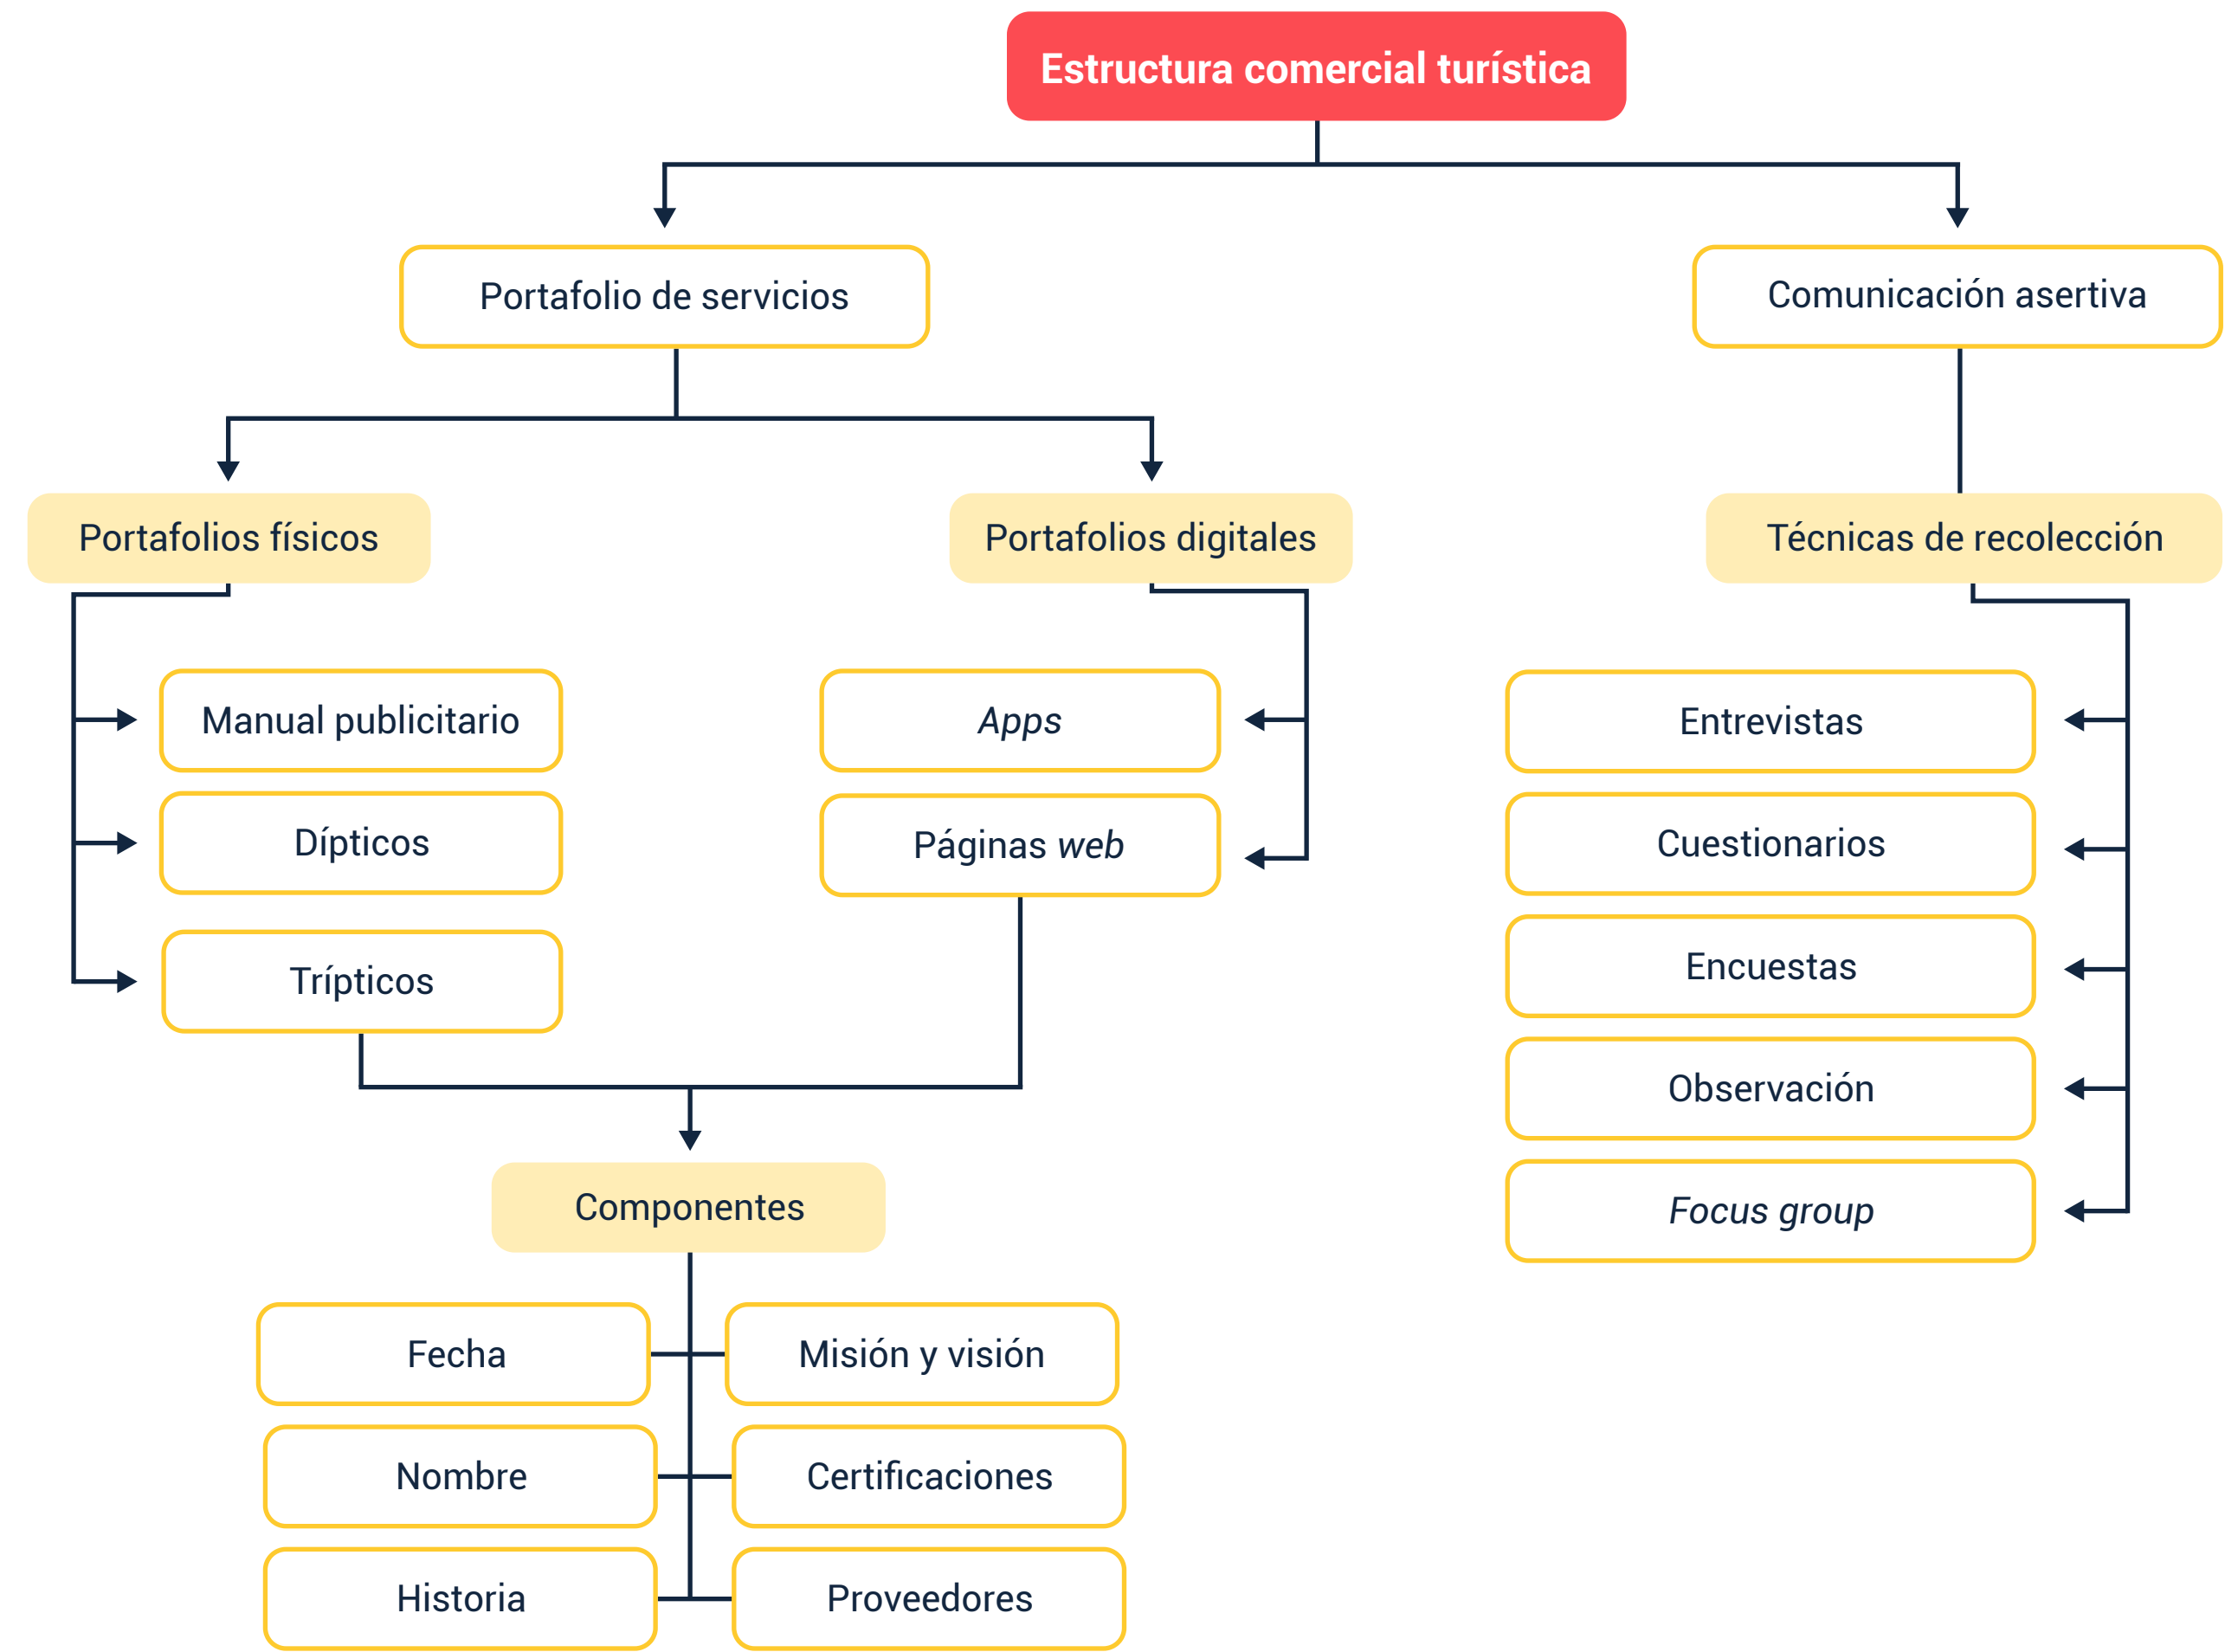 Estructura comercial turística
Portafolio de servicios
Comunicación asertiva
Portafolios físicos
Portafolios digitales
Técnicas de recolección
Manual publicitario
Dípticos
Trípticos
Apps
Páginas web
Entrevistas
Cuestionarios
Encuestas
Observación
Focus group
Componentes
Fecha
Misión y visión
Nombre
Certificaciones
Historia
Proveedores